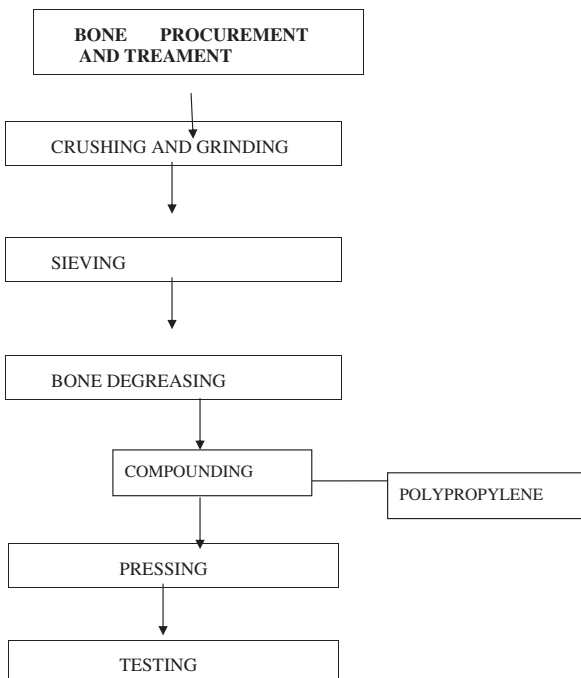 BONE PROCUREMENT
AND TREAMENT
CRUSHING AND GRINDING
SIEVING
BONE DEGREASING
COMPOUNDING
POLYPROPYLENE
PRESSING
TESTING